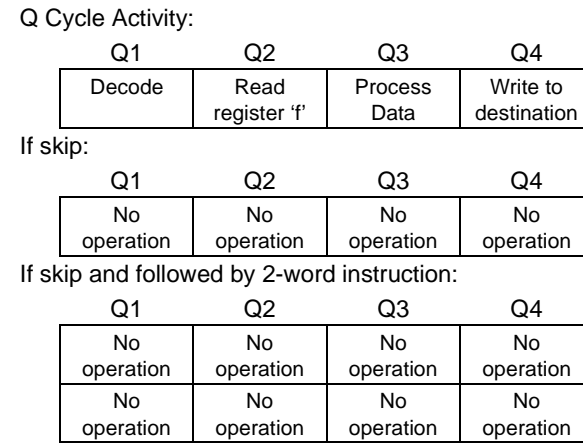 Q Cycle Activity:
Q1 Q2 Q3 Q4
Decode Read Process Write to
register ‘f’ Data destination
If skip:
Q1 Q2 Q3 Q4
No No No No
operation operation operation operation
If skip and followed by 2-word instruction:
Q1 Q2 Q3 Q4
No No No No
operation operation operation operation
No No No No
operation operation operation operation